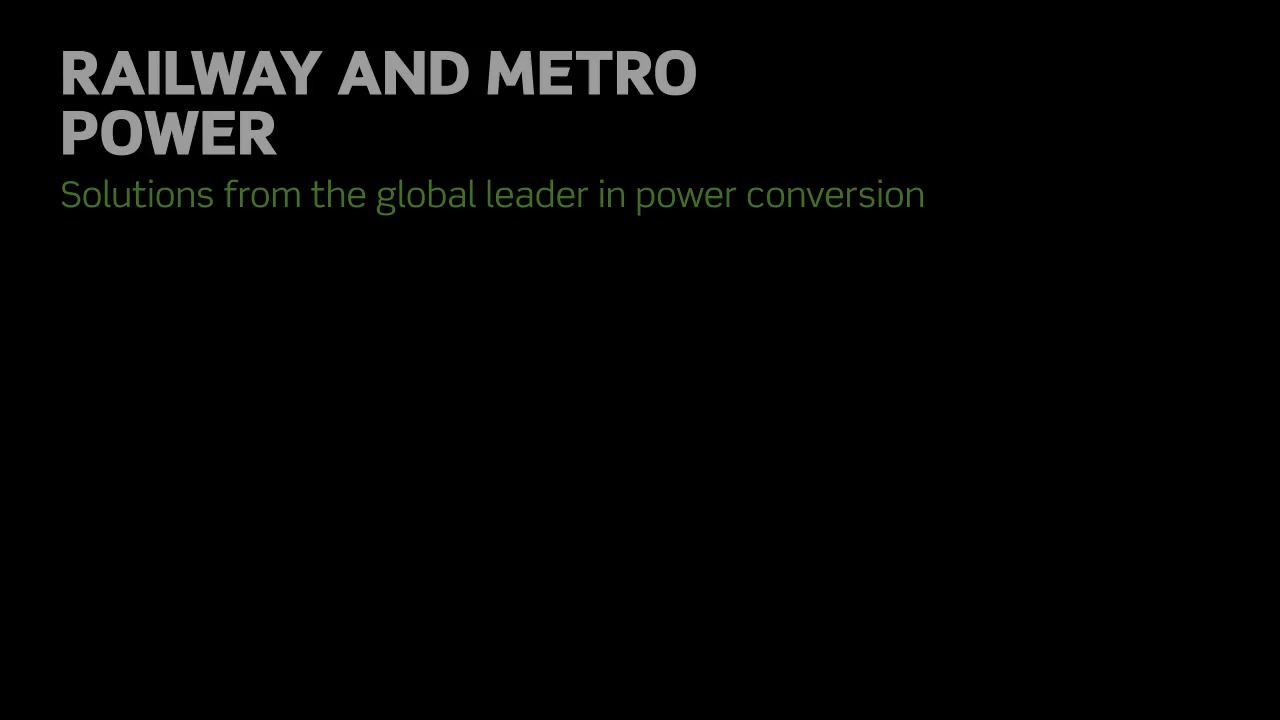 RAILWAY AND METRO
POWER
Solutions from the global leader in power conversion